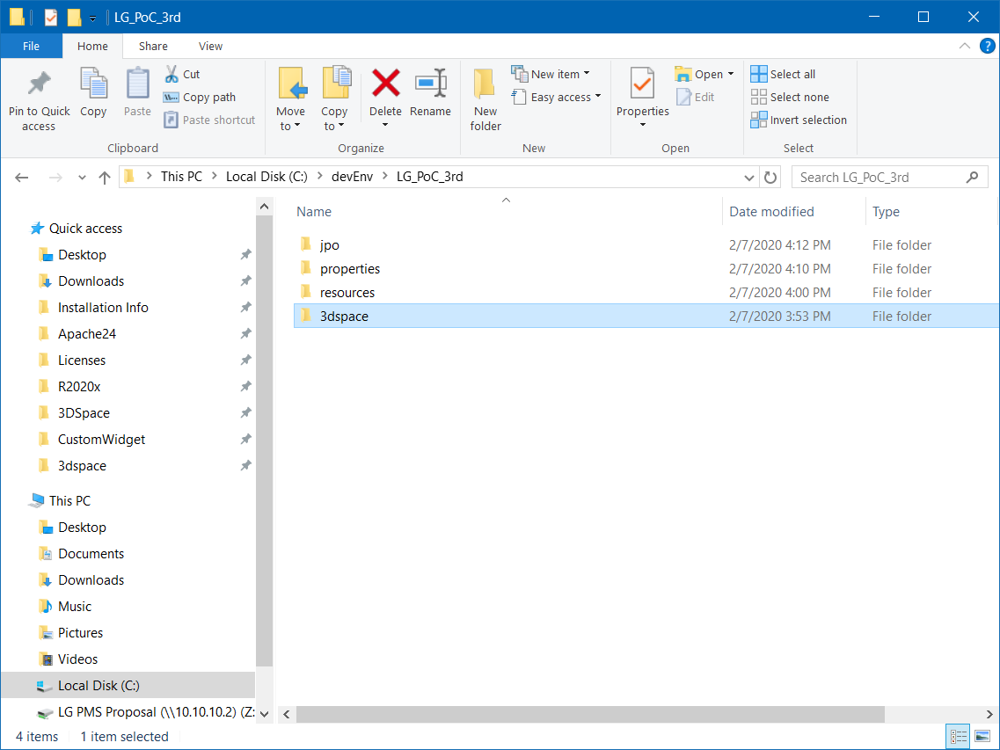 LG_PoC_3rd
File Home Share View
Pin to Quick access
Copy
Paste
Cut
Copy path
Paste shortcut
Clipboard
Move to
Copy to
Delete
Rename
Organize
New folder
New item
Easy access
New
Properties
Open
Edit
Open
Select all
Select none
Invert selection
Select
This PC Local Disk (C:) devEnv LG_PoC_3rd
Search LG_PoC_3rd
Quick access
Desktop
Downloads
Installation Info
Apache24
Licenses
R2020x
3DSpace
CustomWidget
3dspace
This PC
Desktop
Documents
Downloads
Music
Pictures
Videos
Local Disk (C:)
LG PMS Proposal (\\10.10.10.2) (Z:
Name Date modified Type
jpo 2/7/2020 4:12 PM File folder
properties 2/7/2020 4:10 PM File folder
resources 2/7/2020 4:00 PM File folder
3dspace 2/7/2020 3:53 PM File folder
4 items 1 item selected